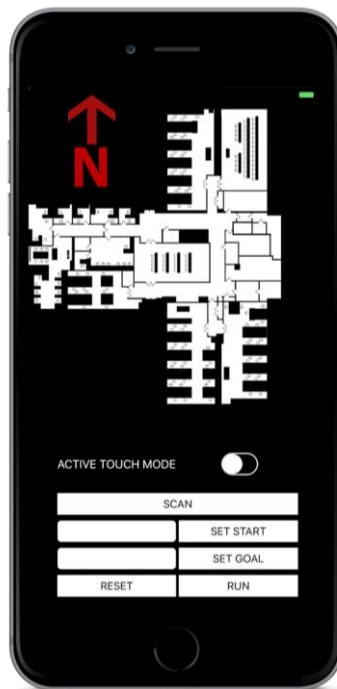 N
ACTIVE TOUCH MODE
SCAN
SET START
SET GOAL
RESET RUN